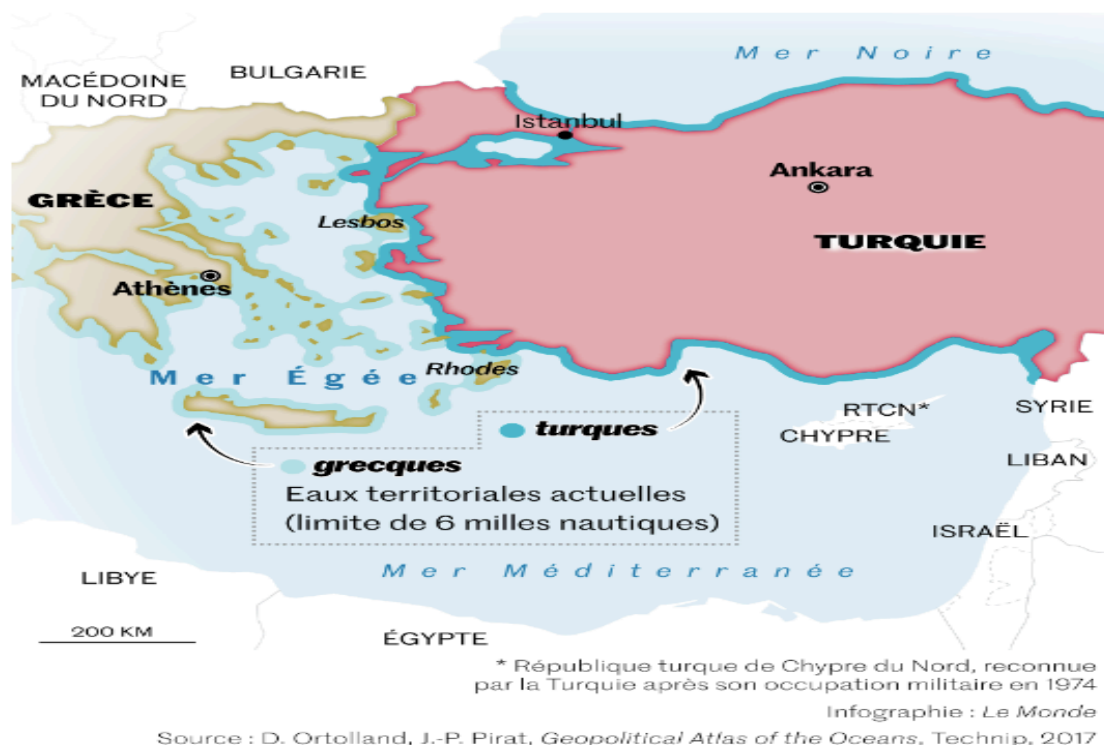 Mer Noire
BULGARIE
MACÉDOINE
DU NORD
Istanbul
Ankara
GRÈCE
Lesbos
TURQUIE
Athènes
Rhodes
Mer Égée
RTCN*
SYRIE
turques
CHYPRE
LIBAN
grecques
Eaux territoriales actuelles
(limite de 6 milles nautiques)
ISRAËL
Mer Méditerranée
LIBYE
200 KM
ÉGYPTE
* République turque de Chypre du Nord, reconnue
par la Turquie après son occupation militaire en 1974
Infographie : Le Monde
Source : D. Ortolland, J.-P. Pirat, Geopolitical Atlas of the Oceans, Technip, 2017